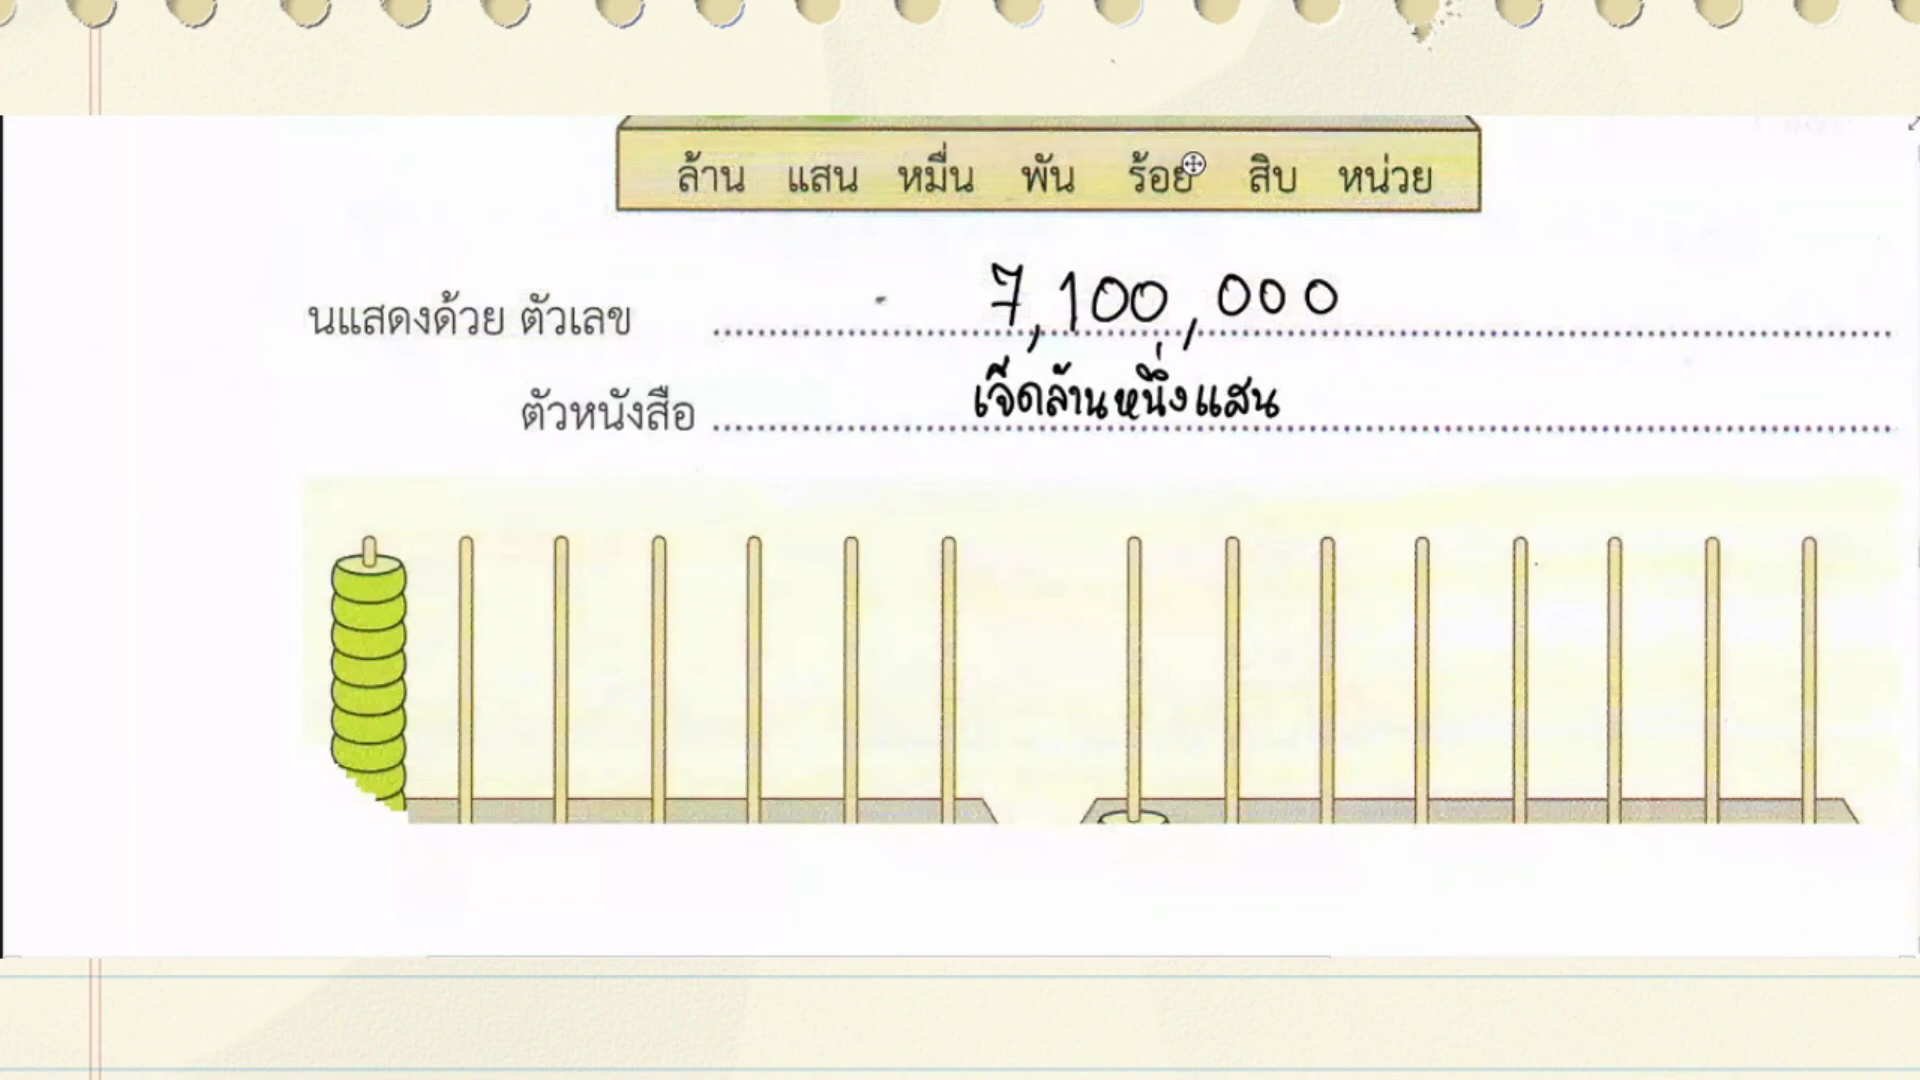 ล้าน แสน หมื่น พัน ร้อย สิบ หน่วย
นแสดงด้วย ตัวเลข 7,100,000
ตัวหนังสือ เจ็ดล้านหนึ่งแสน